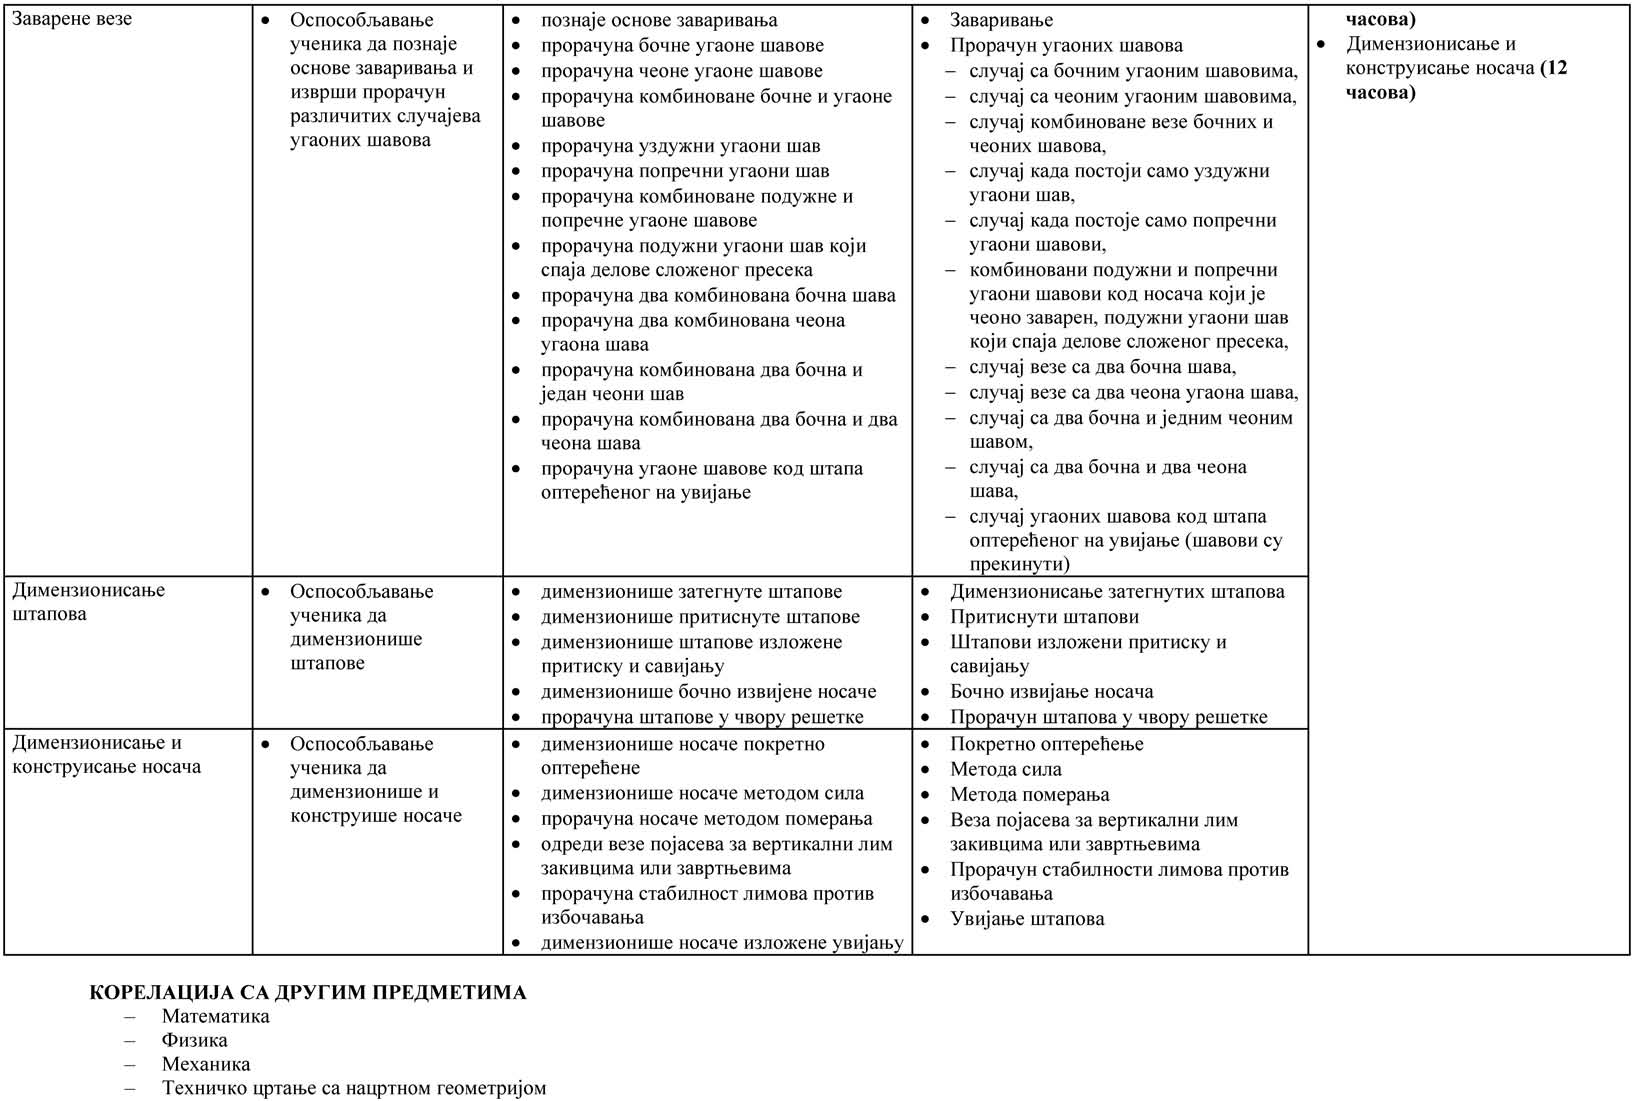 Заварене везе
• Оспособљавање
ученика да познаје
основе заваривања и
изврши прорачун
различитих случајева
угаоних шавова
• познаје основе заваривања
• прорачуна бочне угаоне шавове
• прорачуна чеоне угаоне шавове
• прорачуна комбиноване бочне и угаоне
шавове
• прорачуна уздужни угаони шав
• прорачуна попречни угаони шав
• прорачуна комбиноване подужне и
попречне угаоне шавове
• прорачуна подужни угаони шав који
спаја делове сложеног пресека
• прорачуна два комбинована бочна шава
• прорачуна два комбинована чеона
угаона шава
• прорачуна комбинована два бочна и
један чеони шав
• прорачуна комбинована два бочна и два
чеона шава
• прорачуна угаоне шавове код штапа
оптерећеног на увијање
• Заваривање
• Прорачун угаоних шавова
– случај са бочним угаоним шавовима,
– случај са чеоним угаоним шавовима,
– случај комбиноване везе бочних и
чеоних шавова,
– случај када постоји само уздужни
угаони шав,
– случај када постоје само попречни
угаони шавови,
– комбиновани подужни и попречни
угаони шавови код носача који је
чеоно заварен, подужни угаони шав
који спаја делове сложеног пресека,
– случај везе са два бочна шава,
– случај везе са два чеона угаона шава,
– случај са два бочна и једним чеоним
шавом,
– случај са два бочна и два чеона
шава,
– случај угаоних шавова код штапа
оптерећеног на увијање (шавови су
прекинути)
часова)
• Димензионисање и
конструисање носача (12
часова)
Димензионисање
штапова
• Оспособљавање
ученика да
димензионише
штапове
• димензионише затегнуте штапове
• димензионише притиснуте штапове
• димензионише штапове изложене
притиску и савијању
• димензионише бочно извијене носаче
• прорачуна штапове у чвору решетке
• Димензионисање затегнутих штапова
• Притиснути штапови
• Штапови изложени притиску и
савијању
• Бочно извијање носача
• Прорачун штапова у чвору решетке
Димензионисање и
конструисање носача
• Оспособљавање
ученика да
димензионише и
конструише носаче
• димензионише носаче покретно
оптерећене
• димензионише носаче методом сила
• прорачуна носаче методом померања
• одреди везе појасева за вертикални лим
закивцима или завртњевима
• прорачуна стабилност лимова против
избочавања
• димензионише носаче изложене увијању
• Покретно оптерећење
• Метода сила
• Метода померања
• Веза појасева за вертикални лим
закивцима или завртњевима
• Прорачун стабилности лимова против
избочавања
• Увијање штапова
КОРЕЛАЦИЈА СА ДРУГИМ ПРЕДМЕТИМА
– Математика
– Физика
– Механика
– Техничко цртање са нацртном геометријом